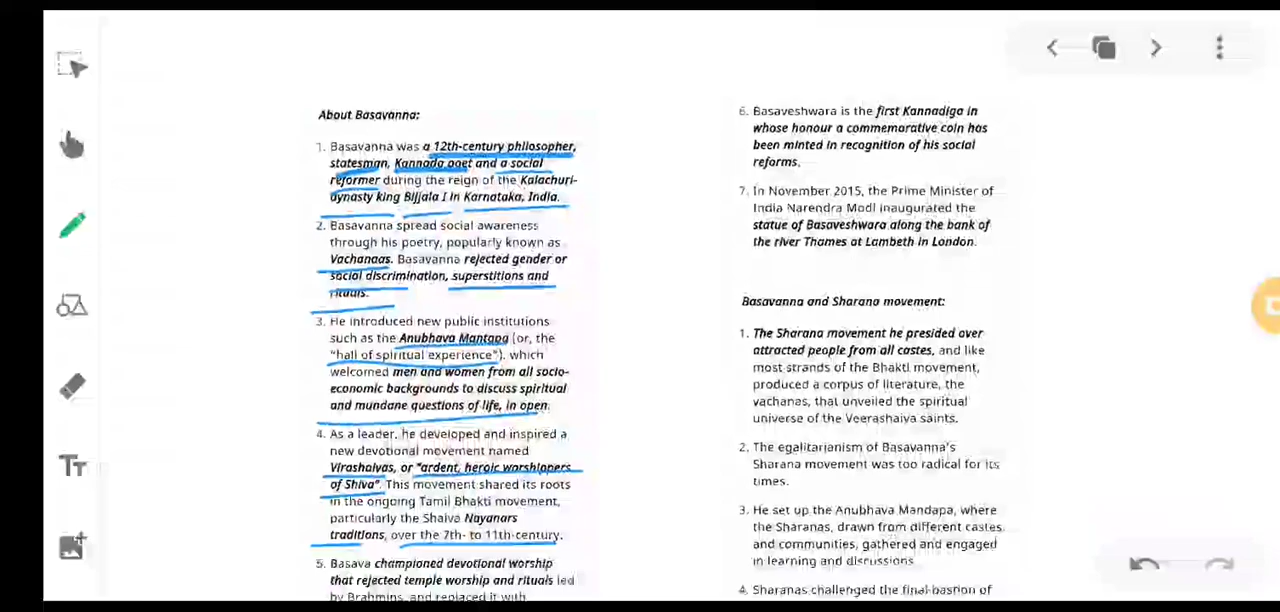 About Basavanna:
1. Basavanna was a 12th-century philosopher,
statesman, Kannada poet and a social
reformer during the reign of the Kalachuri-
dynasty king Bijjala I in Karnataka, India.
2. Basavanna spread social awareness
through his poetry, popularly known as
Vachanaas. Basavanna rejected gender or
social discrimination, superstitions and
rituals.
3. He introduced new public institutions
such as the Anubhava Mantapa (or, the
"hall of spiritual experience"), which
welcomed men and women from all socio-
economic backgrounds to discuss spiritual
and mundane questions of life, in open.
4. As a leader, he developed and inspired a
new devotional movement named
Virashaivas, or "ardent, heroic worshippers
of Shiva". This movement shared its roots
in the ongoing Tamil Bhakti movement,
particularly the Shaiva Nayanars
traditions, over the 7th- to 11th-century.
5. Basava championed devotional worship
that rejected temple worship and rituals led
by Brahmins, and replaced it with
6. Basaveshwara is the first Kannadiga in
whose honour a commemorative coin has
been minted in recognition of his social
reforms.
7. In November 2015, the Prime Minister of
India Narendra Modi inaugurated the
statue of Basaveshwara along the bank of
the river Thames at Lambeth in London.
Basavanna and Sharana movement:
1. The Sharana movement he presided over
attracted people from all castes, and like
most strands of the Bhakti movement,
produced a corpus of literature, the
vachanas, that unveiled the spiritual
universe of the Veerashaiva saints.
2. The egalitarianism of Basavanna's
Sharana movement was too radical for its
times.
3. He set up the Anubhava Mandapa, where
the Sharanas, drawn from different castes
and communities, gathered and engaged
in learning and discussions
4. Sharanas challenged the final bastion of